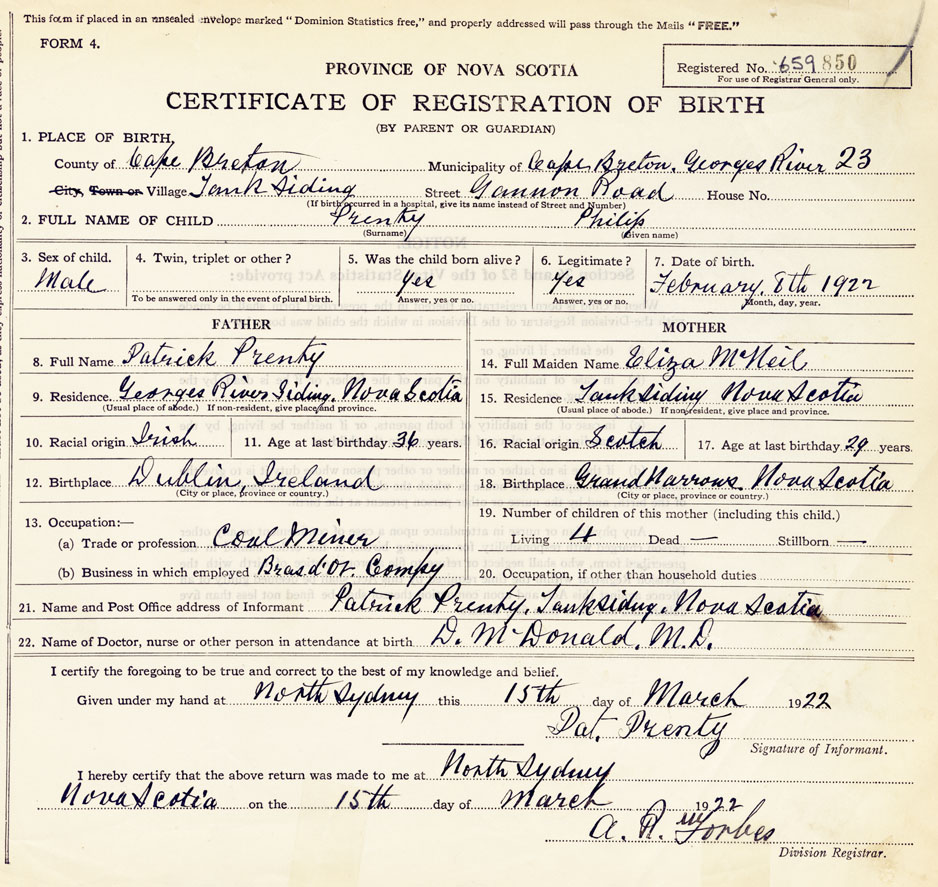 This form if placed in an unsealed envelope marked "Dominion Statistics free," and properly addressed will pass through the Mails "FREE."
FORM 4.
Registered No. 659850
For use of Registrar General only.
PROVINCE OF NOVA SCOTIA
CERTIFICATE OF REGISTRATION OF BIRTH
(BY PARENT OR GUARDIAN)
1. PLACE OF BIRTH,
County of Cape Breton Municipality of Cape Breton. Georges River 23
City, Town or Village Tank Siding Street Gannon Road House No.
(If birth occurred in a hospital, give its name instead of Street and Number)
2. FULL NAME OF CHILD Prenty Philip
(Surname) (Given name)
3. Sex of child. 4. Twin, triplet or other? 5. Was the child born alive? 6. Legitimate? 7. Date of birth.
Male Yes Yes February, 8th 1922
To be answered only in the event of plural birth. Answer, yes or no. Answer, yes or no. Month, day, year.
FATHER MOTHER
8. Full Name Patrick Prenty 14. Full Maiden Name Eliza McNeil
9. Residence. Georges River Siding. Nova Scotia 15. Residence Tank Siding Nova Scotia
(Usual place of abode.) If non-resident, give place and province. (Usual place of abode.) If non-resident, give place and province.
10. Racial origin Irish 11. Age at last birthday 36 years. 16. Racial origin Scotch 17. Age at last birthday 29 years.
12. Birthplace Dublin, Ireland 18. Birthplace Grand Narrows. Nova Scotia
(City or place, province or country.) (City or place, province or country.)
13. Occupation:— 19. Number of children of this mother (including this child.)
(a) Trade or profession Coal Miner Living 4 Dead — Stillborn —
(b) Business in which employed Bras d'Or. Compy 20. Occupation, if other than household duties
21. Name and Post Office address of Informant Patrick Prenty, Tank Siding. Nova Scotia
22. Name of Doctor, nurse or other person in attendance at birth D. McDonald, M.D.
I certify the foregoing to be true and correct to the best of my knowledge and belief.
Given under my hand at North Sydney this 15th day of March 1922
Pat. Prenty
Signature of Informant.
I hereby certify that the above return was made to me at North Sydney
Nova Scotia on the 15th day of March 1922
A. R. Forbes
Division Registrar.